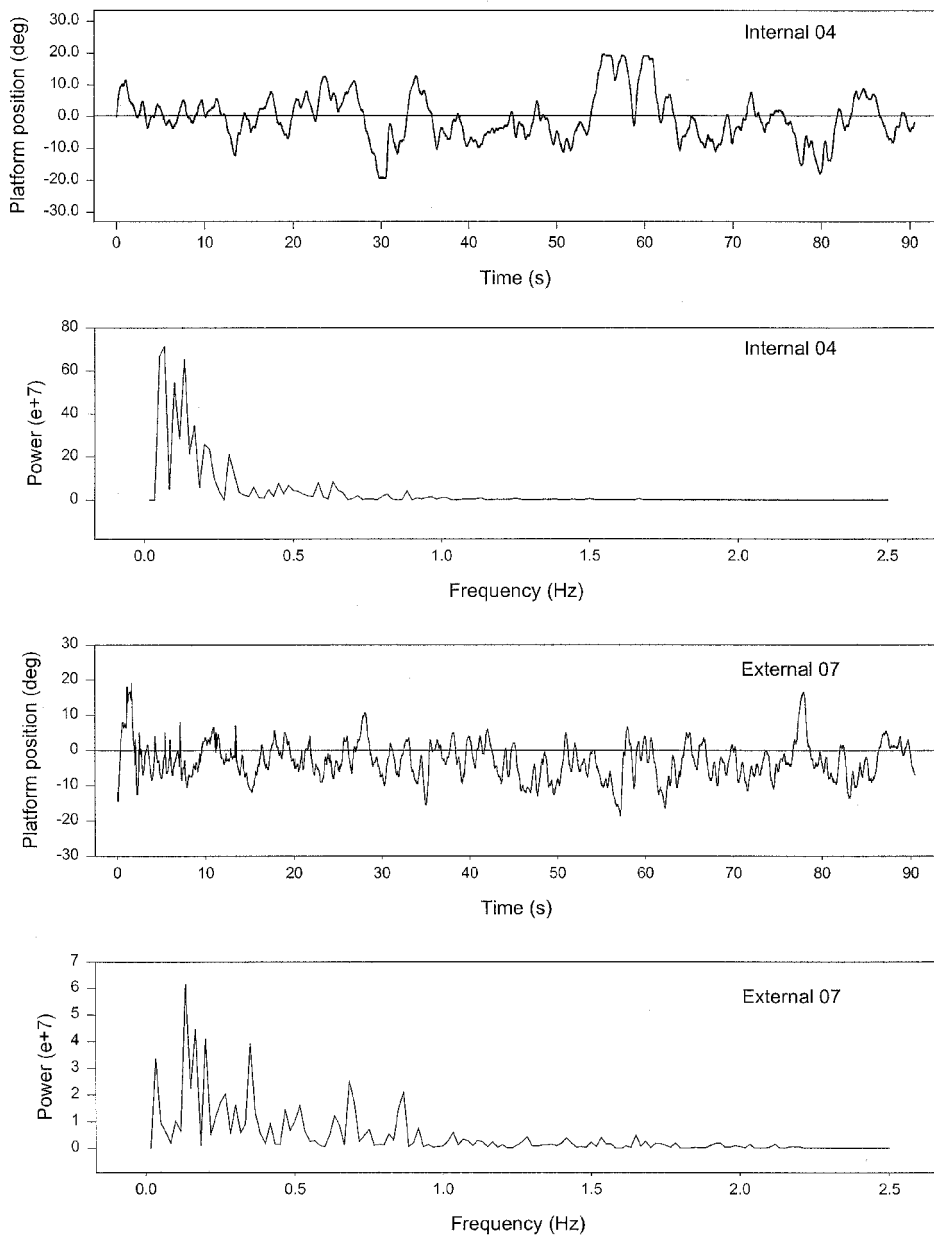 Internal 04
Platform position (deg)
30.0
20.0
10.0
0.0
-10.0
-20.0
-30.0
0 10 20 30 40 50 60 70 80 90
Time (s)
Internal 04
Power (e+7)
80
60
40
20
0
0.0 0.5 1.0 1.5 2.0 2.5
Frequency (Hz)
External 07
Platform position (deg)
30
20
10
0
-10
-20
-30
0 10 20 30 40 50 60 70 80 90
Time (s)
External 07
Power (e+7)
7
6
5
4
3
2
1
0
0.0 0.5 1.0 1.5 2.0 2.5
Frequency (Hz)